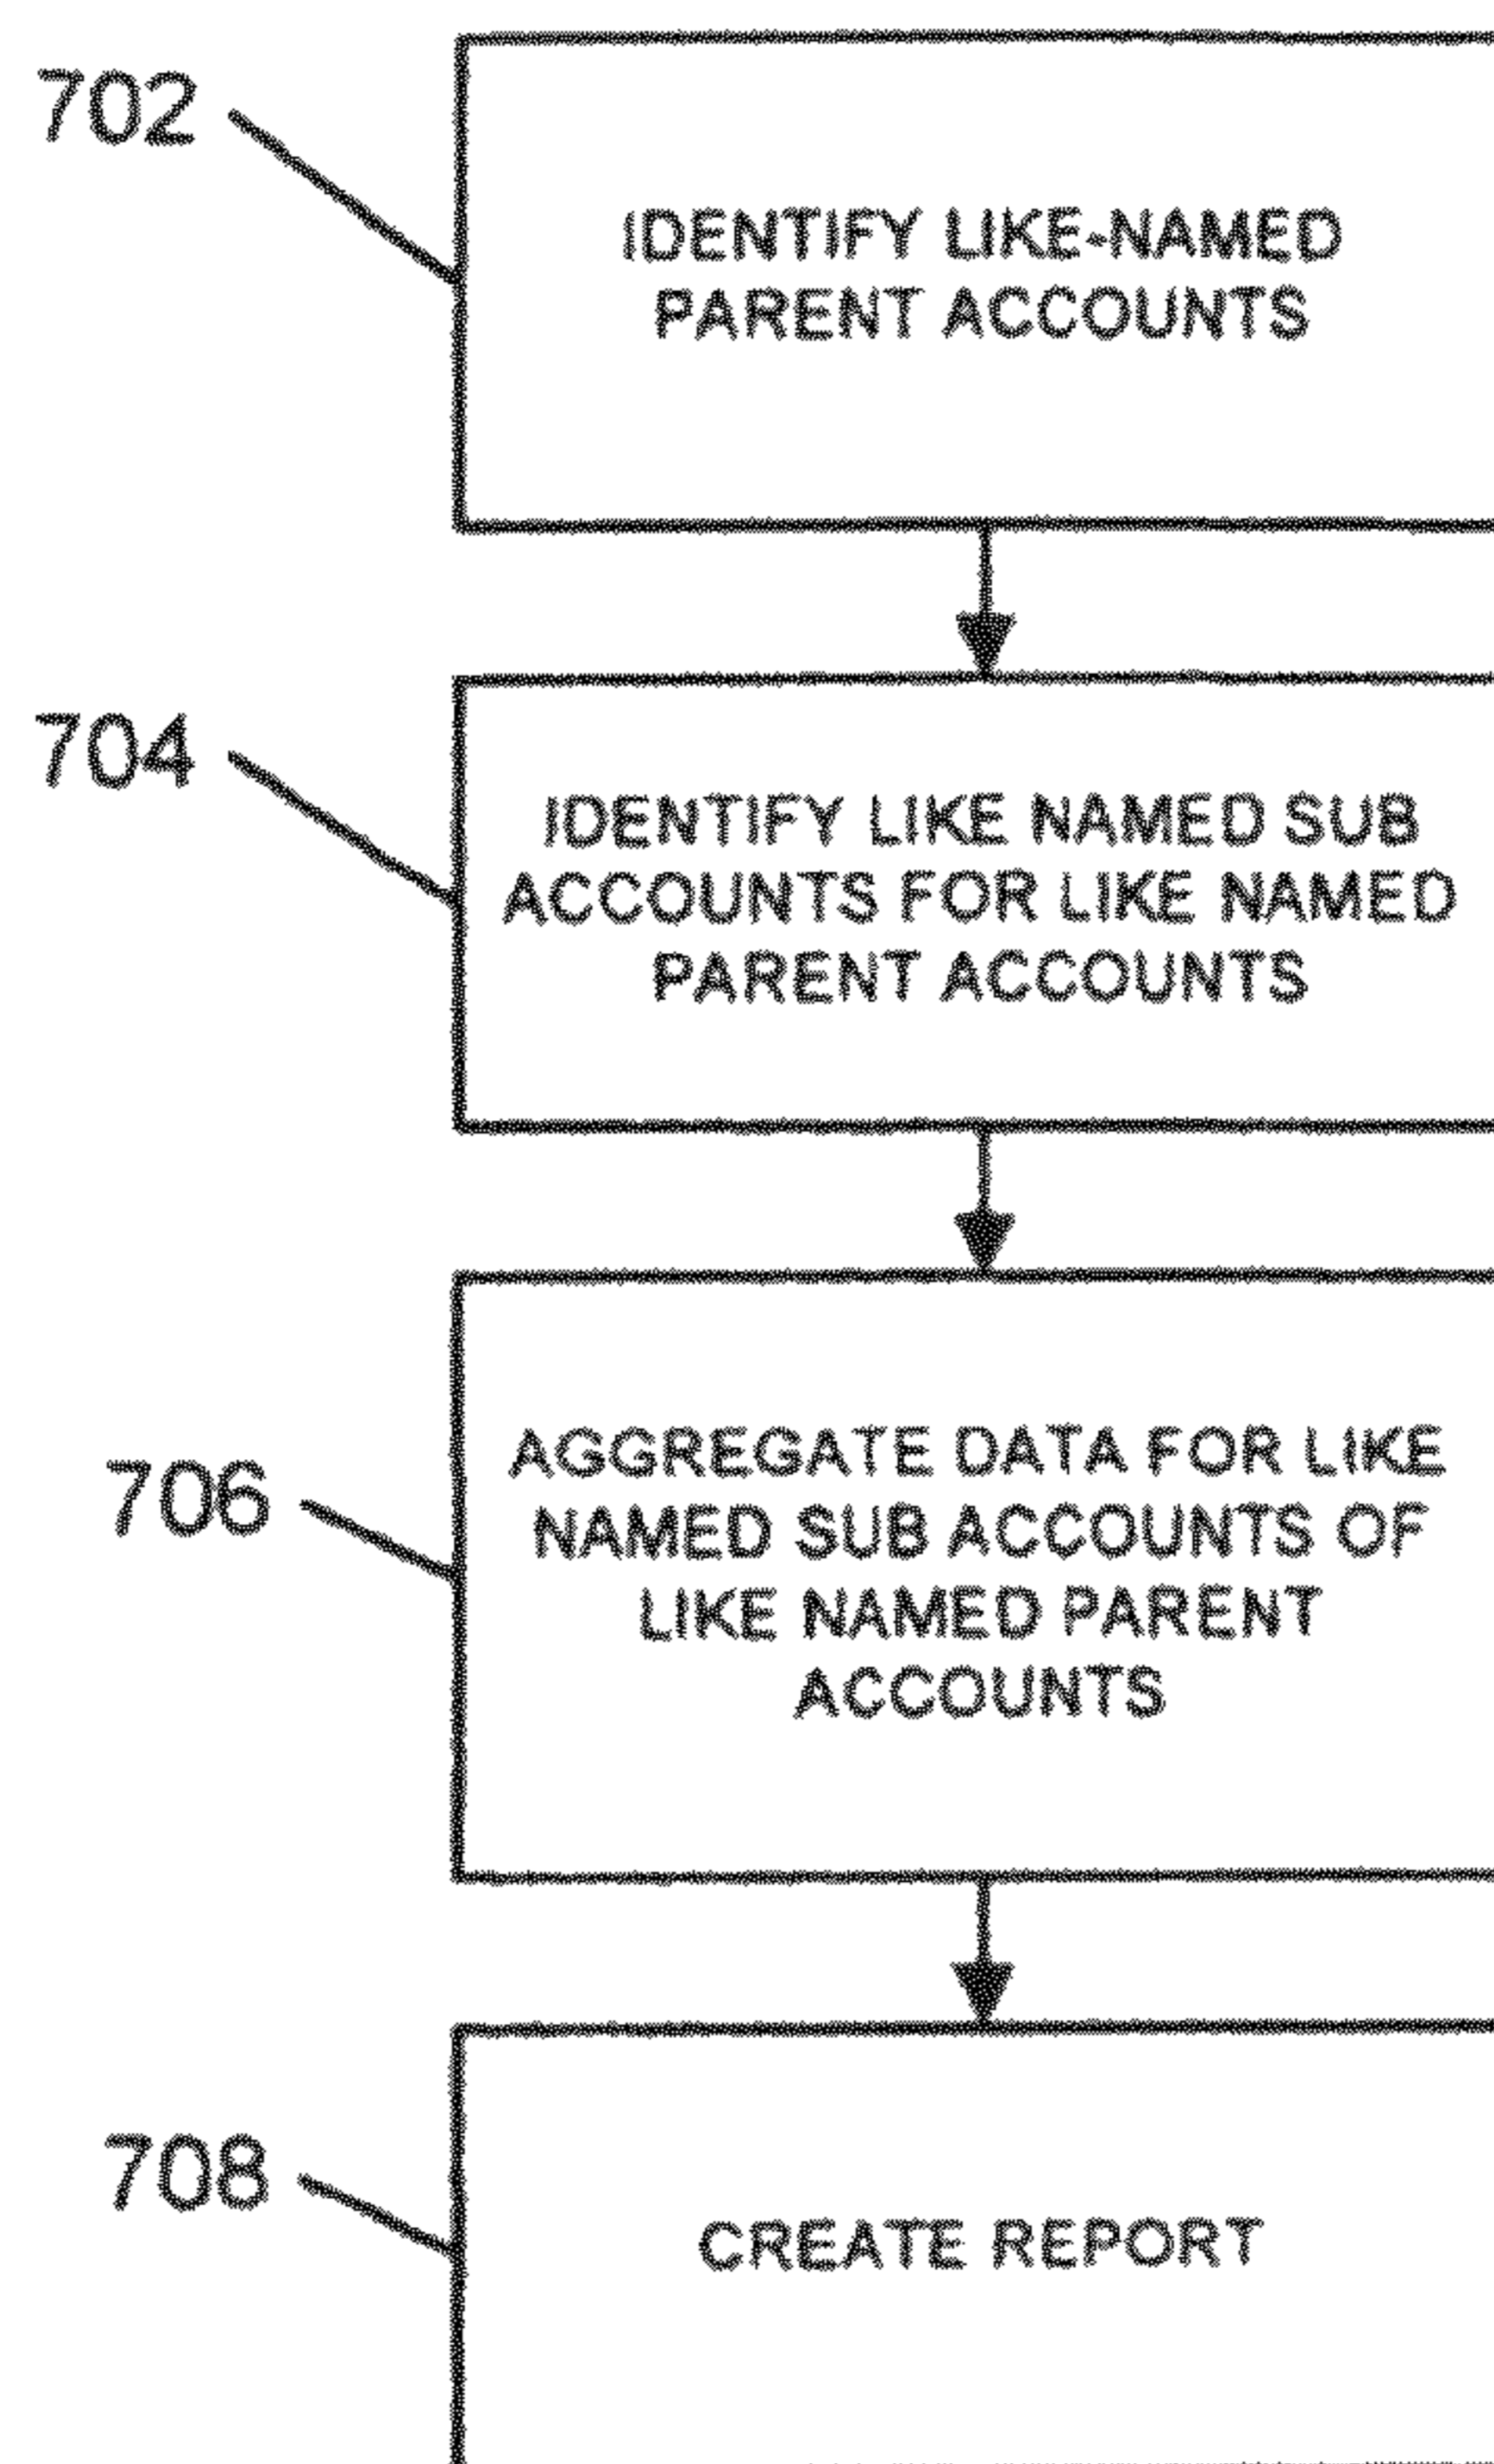 702
IDENTIFY LIKE-NAMED
PARENT ACCOUNTS
704
IDENTIFY LIKE NAMED SUB
ACCOUNTS FOR LIKE NAMED
PARENT ACCOUNTS
706
AGGREGATE DATA FOR LIKE
NAMED SUB ACCOUNTS OF
LIKE NAMED PARENT
ACCOUNTS
708
CREATE REPORT